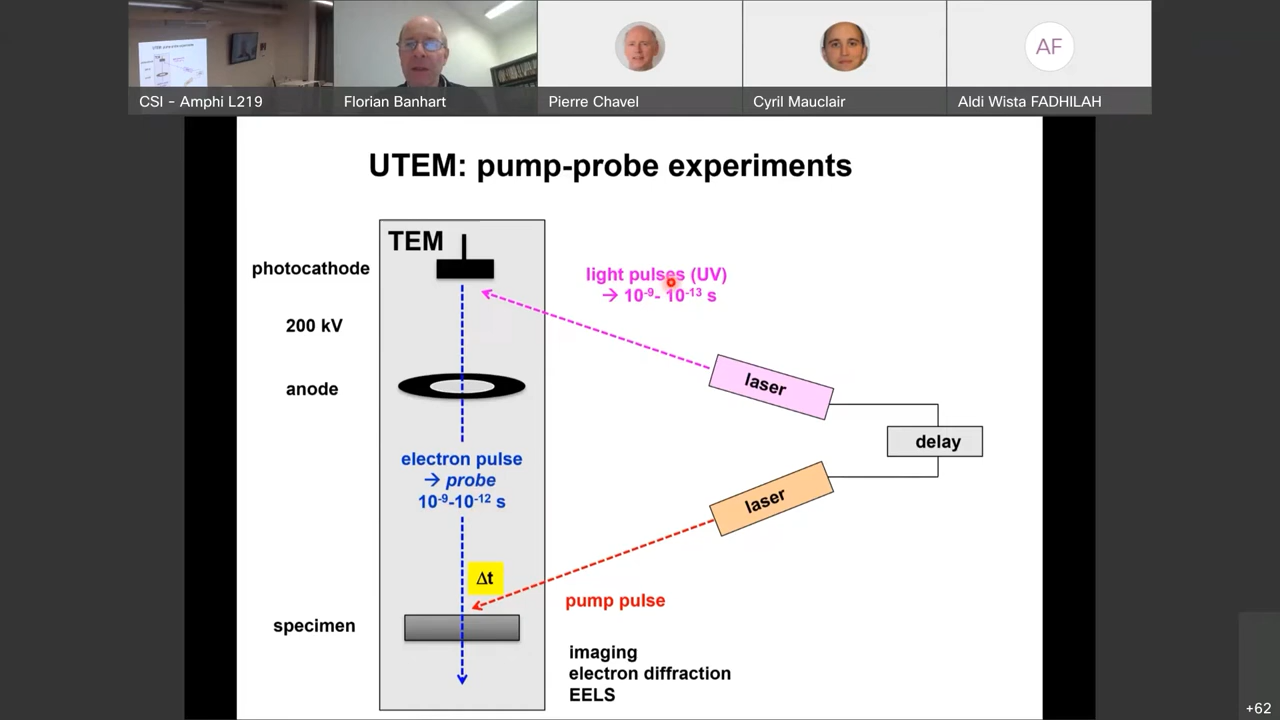 CSI - Amphi L219
Florian Banhart
Pierre Chavel
Cyril Mauclair
AF
Aldi Wista FADHILAH
UTEM: pump-probe experiments
TEM
photocathode
light pulses (UV)
→ 10⁻⁹- 10⁻¹³ s
200 kV
anode
laser
delay
electron pulse
→ probe
10⁻⁹-10⁻¹² s
laser
Δt
pump pulse
specimen
imaging
electron diffraction
EELS
+62